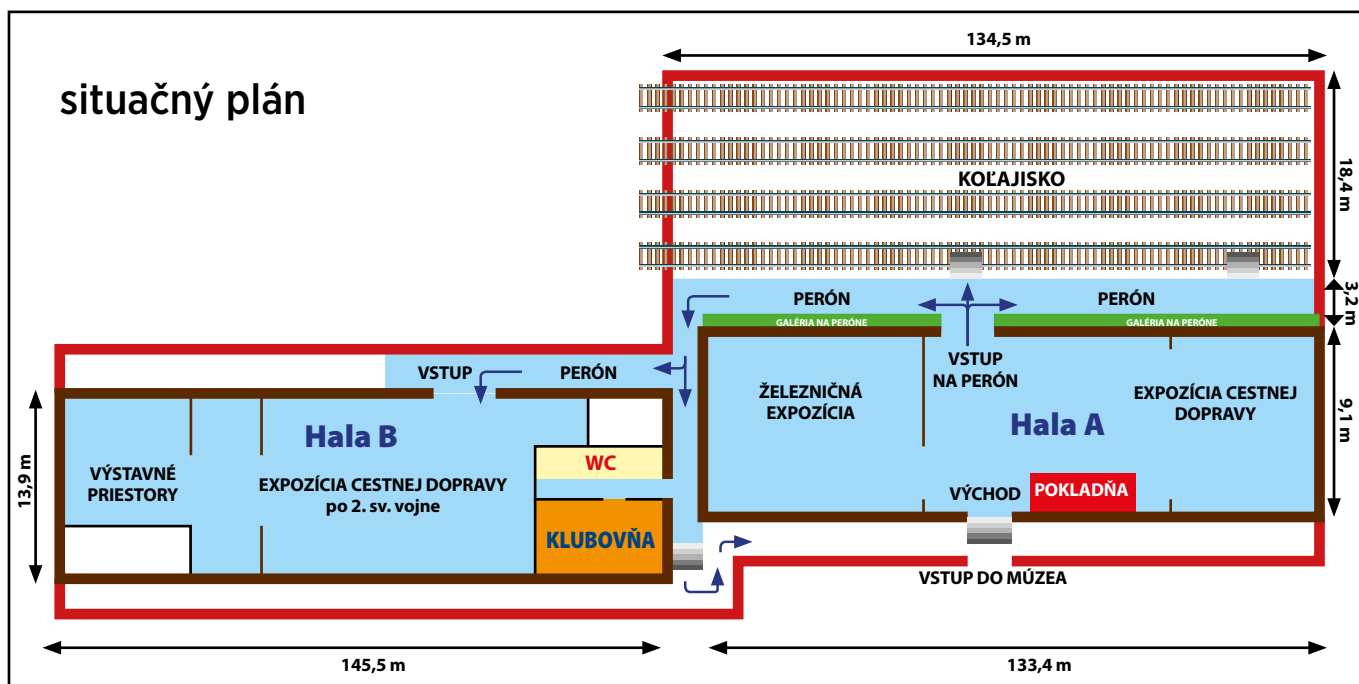 134,5 m
situačný plán
KOĽAJISKO
18,4 m
PERÓN
PERÓN
3,2 m
GALÉRIA NA PERÓNE
GALÉRIA NA PERÓNE
VSTUP
PERÓN
VSTUP
NA PERÓN
ŽELEZNIČNÁ
EXPOZÍCIA
EXPOZÍCIA CESTNEJ
DOPRAVY
9,1 m
Hala B
Hala A
13,9 m
VÝSTAVNÉ
PRIESTORY
EXPOZÍCIA CESTNEJ DOPRAVY
po 2. sv. vojne
WC
VÝCHOD
POKLADŇA
KLUBOVŇA
VSTUP DO MÚZEA
145,5 m
133,4 m